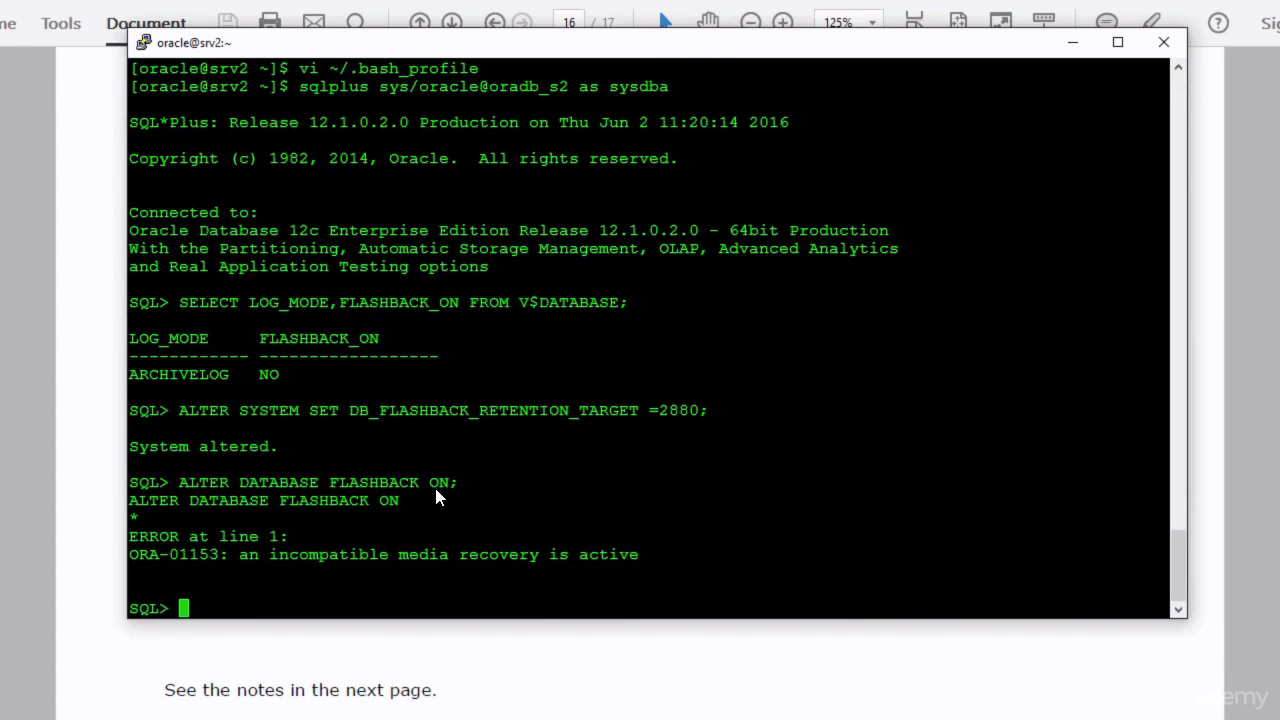 me Tools Document 16 / 17 125% Sig
oracle@srv2:~
[oracle@srv2 ~]$ vi ~/.bash_profile
[oracle@srv2 ~]$ sqlplus sys/oracle@oradb_s2 as sysdba
SQL*Plus: Release 12.1.0.2.0 Production on Thu Jun 2 11:20:14 2016
Copyright (c) 1982, 2014, Oracle.  All rights reserved.
Connected to:
Oracle Database 12c Enterprise Edition Release 12.1.0.2.0 - 64bit Production
With the Partitioning, Automatic Storage Management, OLAP, Advanced Analytics
and Real Application Testing options
SQL> SELECT LOG_MODE,FLASHBACK_ON FROM V$DATABASE;
LOG_MODE     FLASHBACK_ON
------------ ------------------
ARCHIVELOG   NO
SQL> ALTER SYSTEM SET DB_FLASHBACK_RETENTION_TARGET =2880;
System altered.
SQL> ALTER DATABASE FLASHBACK ON;
ALTER DATABASE FLASHBACK ON
*
ERROR at line 1:
ORA-01153: an incompatible media recovery is active
SQL>
See the notes in the next page.
udemy